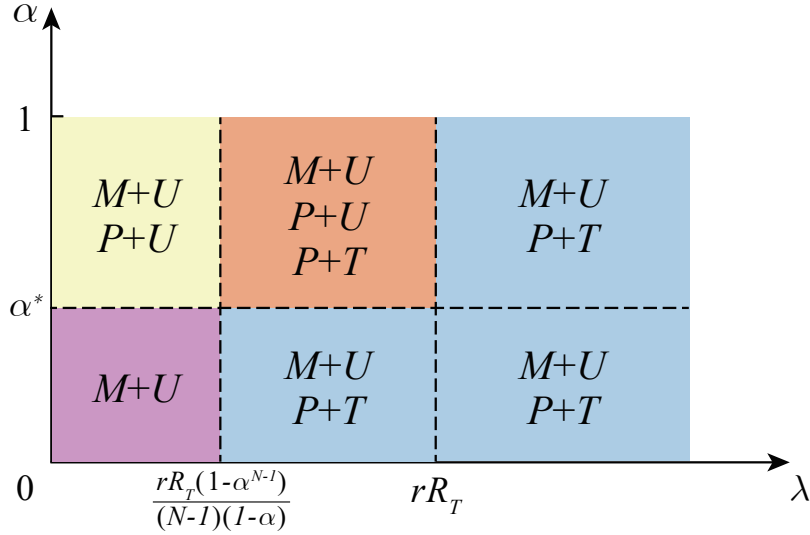 α
1
M+U
P+U
M+U
P+U
P+T
M+U
P+T
α*
M+U
M+U
P+T
M+U
P+T
0
rR_T(1-α^{N-1})
(N-1)(1-α)
rR_T
λ